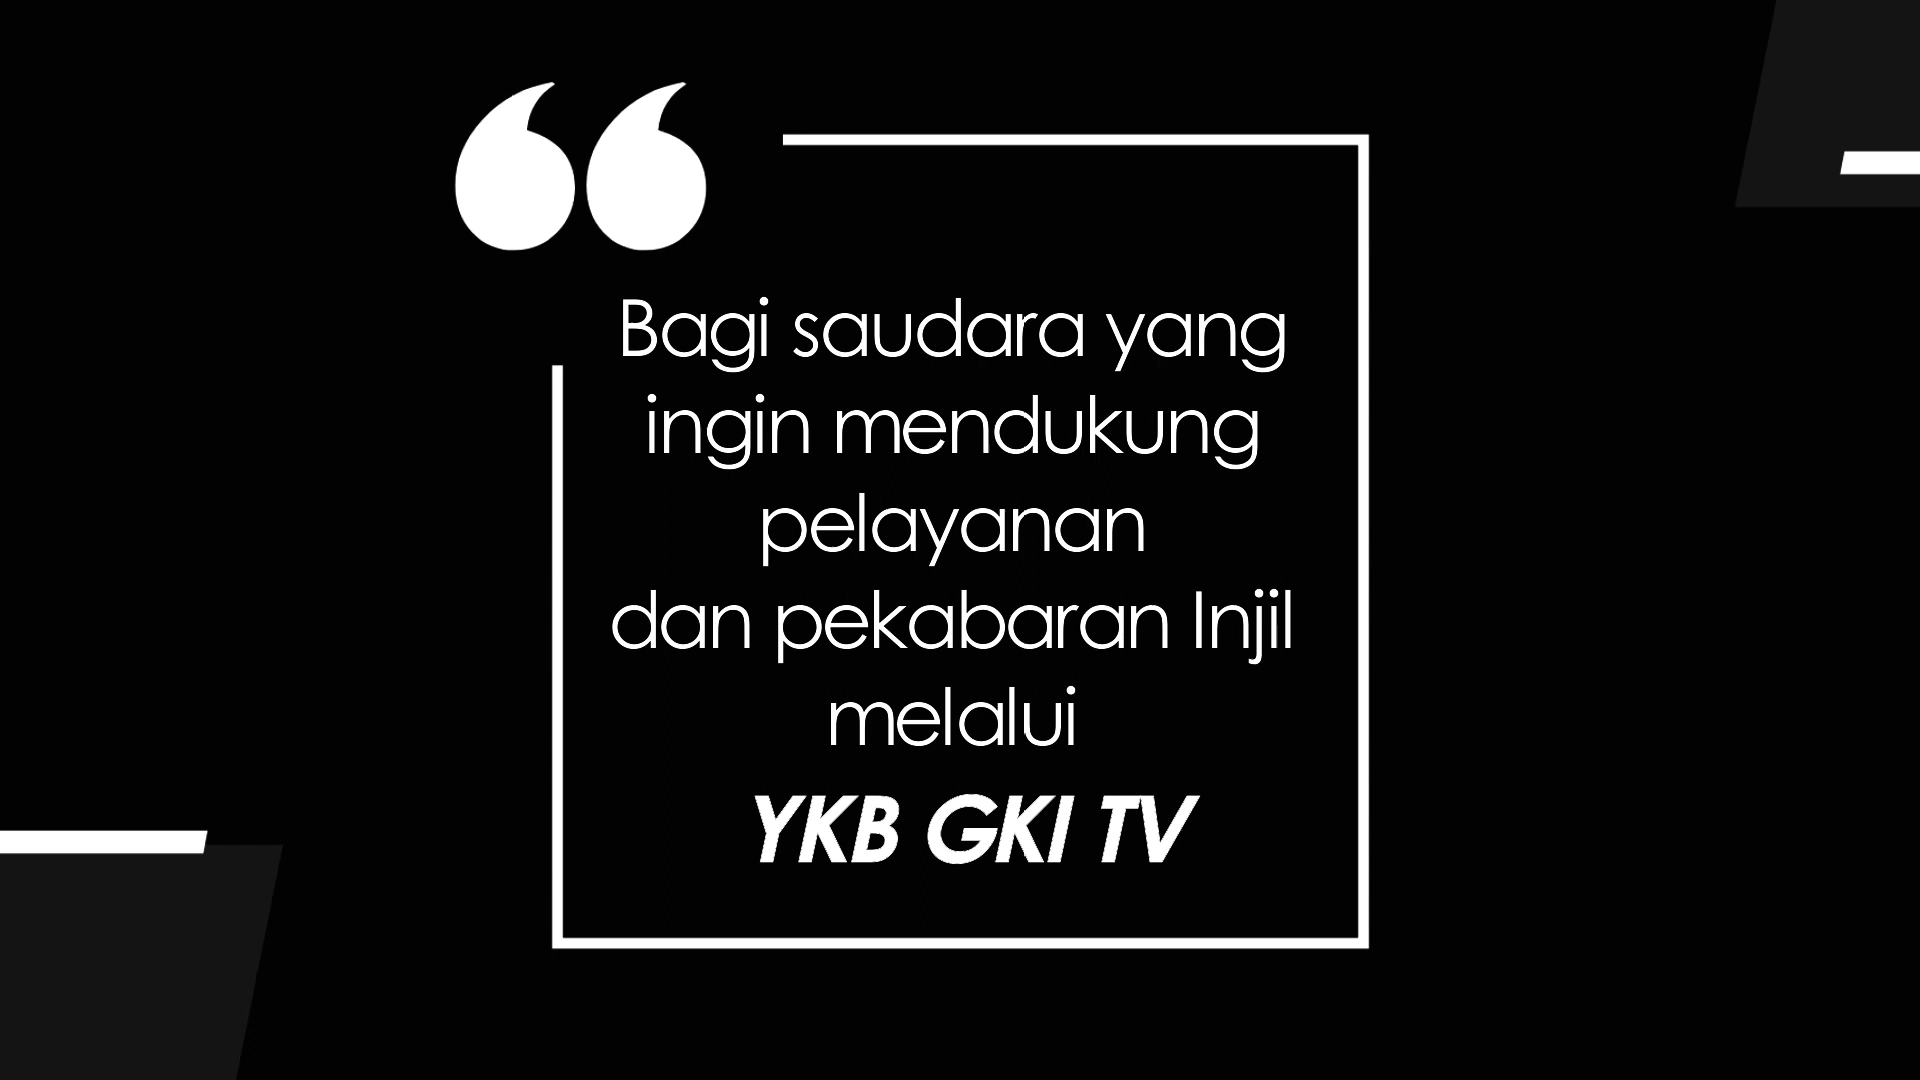 Bagi saudara yang
ingin mendukung
pelayanan
dan pekabaran Injil
melalui
YKB GKI TV